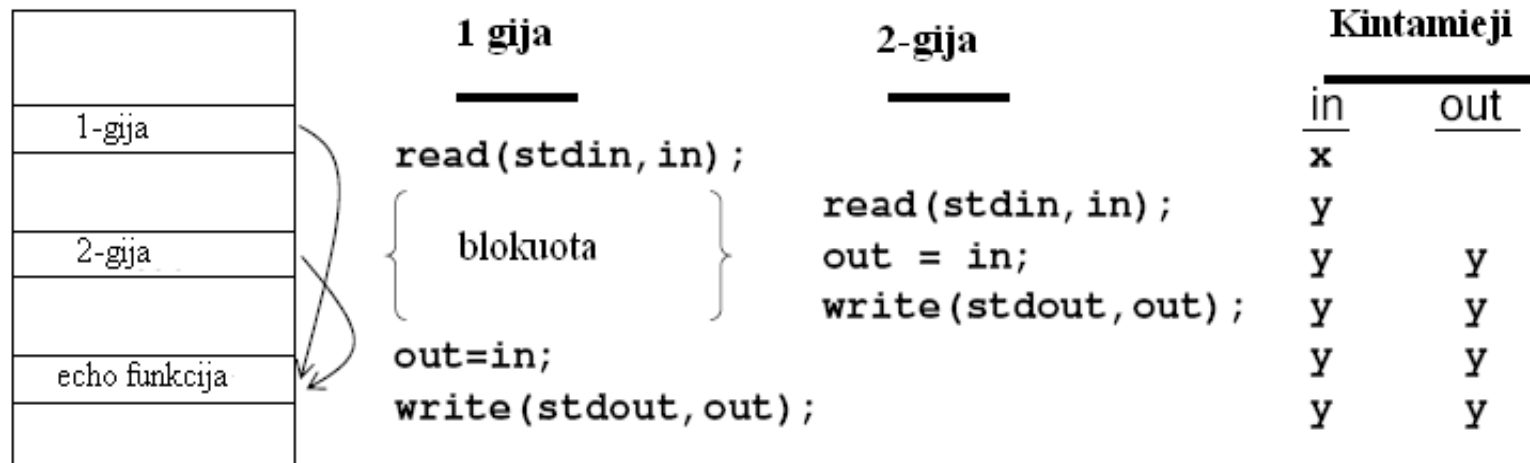 1 gija
2-gija
Kintamieji
in out
1-gija
read(stdin,in); x
read(stdin,in); y
2-gija
blokuota
out = in; y y
write(stdout,out); y y
echo funkcija
out=in; y y
write(stdout,out); y y